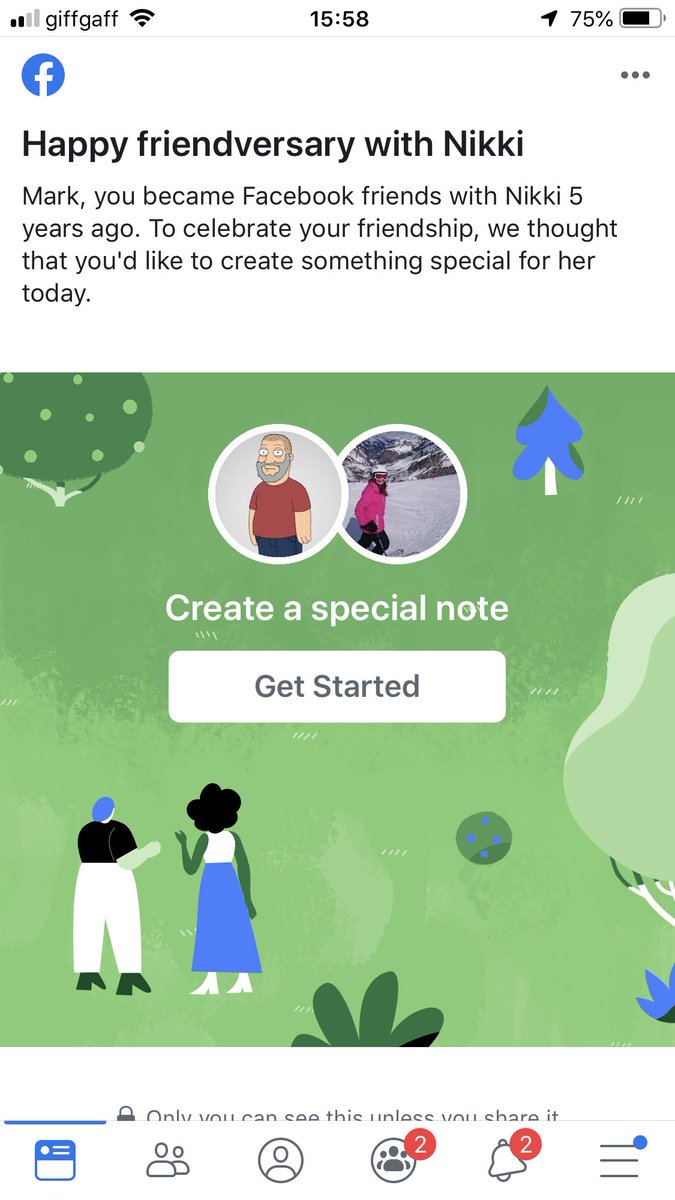 giffgaff 15:58 75%
Happy friendversary with Nikki
Mark, you became Facebook friends with Nikki 5
years ago. To celebrate your friendship, we thought
that you'd like to create something special for her
today.
Create a special note
Get Started
Only you can see this unless you share it
2 2